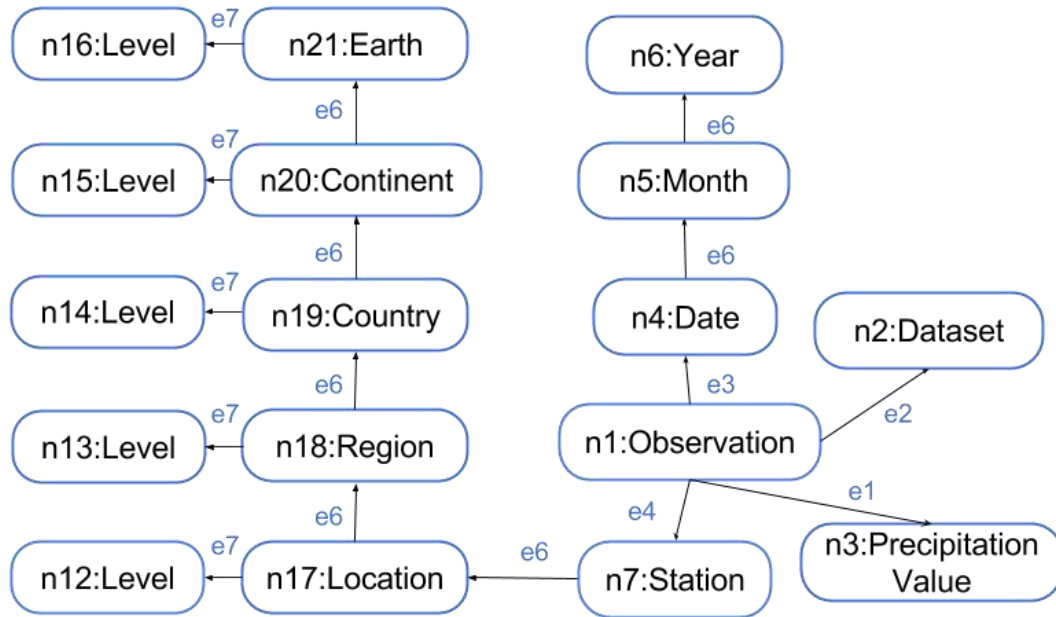 e7
n16:Level
n21:Earth
n6:Year
e6
e6
e7
n15:Level
n20:Continent
n5:Month
e6
e6
e7
n14:Level
n19:Country
n4:Date
n2:Dataset
e6
e3
e2
e7
n13:Level
n18:Region
n1:Observation
e6
e4
e1
e7
e6
n12:Level
n17:Location
n7:Station
n3:Precipitation
Value